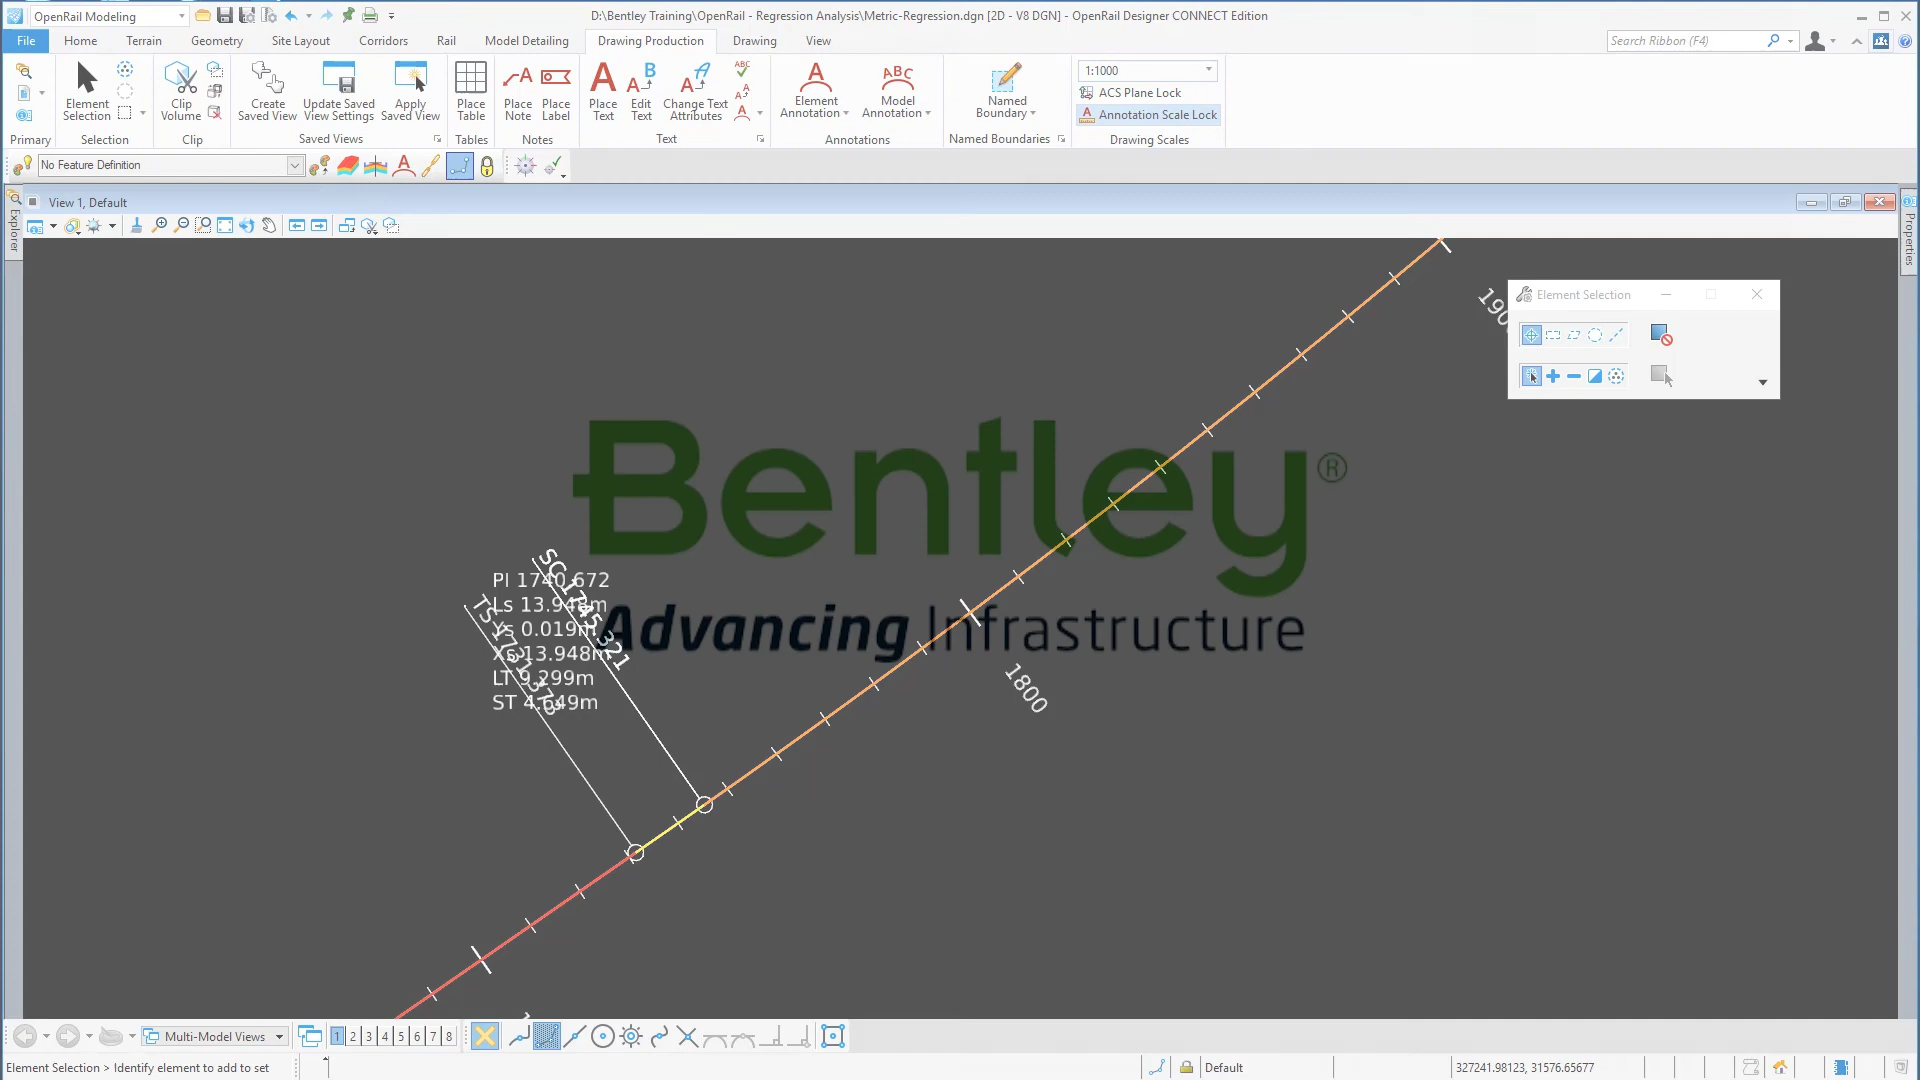 OpenRail Modeling
D:\Bentley Training\OpenRail - Regression Analysis\Metric-Regression.dgn [2D - V8 DGN] - OpenRail Designer CONNECT Edition
File Home Terrain Geometry Site Layout Corridors Rail Model Detailing Drawing Production Drawing View
Search Ribbon (F4)
Element Selection
Clip Volume
Create Saved View
Update Saved View Settings
Apply Saved View
Place Table
Place Note
Place Label
Place Text
Edit Text
Change Text Attributes
Element Annotation
Model Annotation
Named Boundary
1:1000
ACS Plane Lock
Annotation Scale Lock
Primary Selection Clip Saved Views Tables Notes Text Annotations Named Boundaries Drawing Scales
No Feature Definition
View 1, Default
Explorer
Properties
Element Selection
190
Bentley®
Advancing Infrastructure
SC 1745.321
PI 1740.672
Ls 13.948m
Ys 0.019m
Xs 13.948m
LT 9.299m
ST 4.649m
TS 1731.373
1800
Multi-Model Views
1 2 3 4 5 6 7 8
Element Selection > Identify element to add to set
Default
327241.98123, 31576.65677